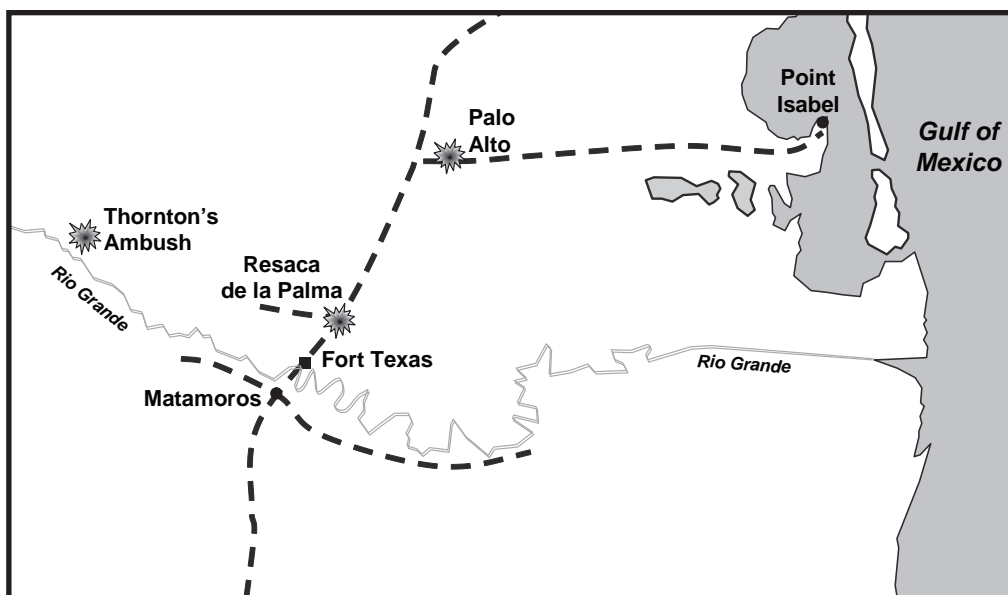 Point
Isabel
Gulf of
Mexico
Palo
Alto
Thornton’s
Ambush
Rio Grande
Resaca
de la Palma
Fort Texas
Rio Grande
Matamoros